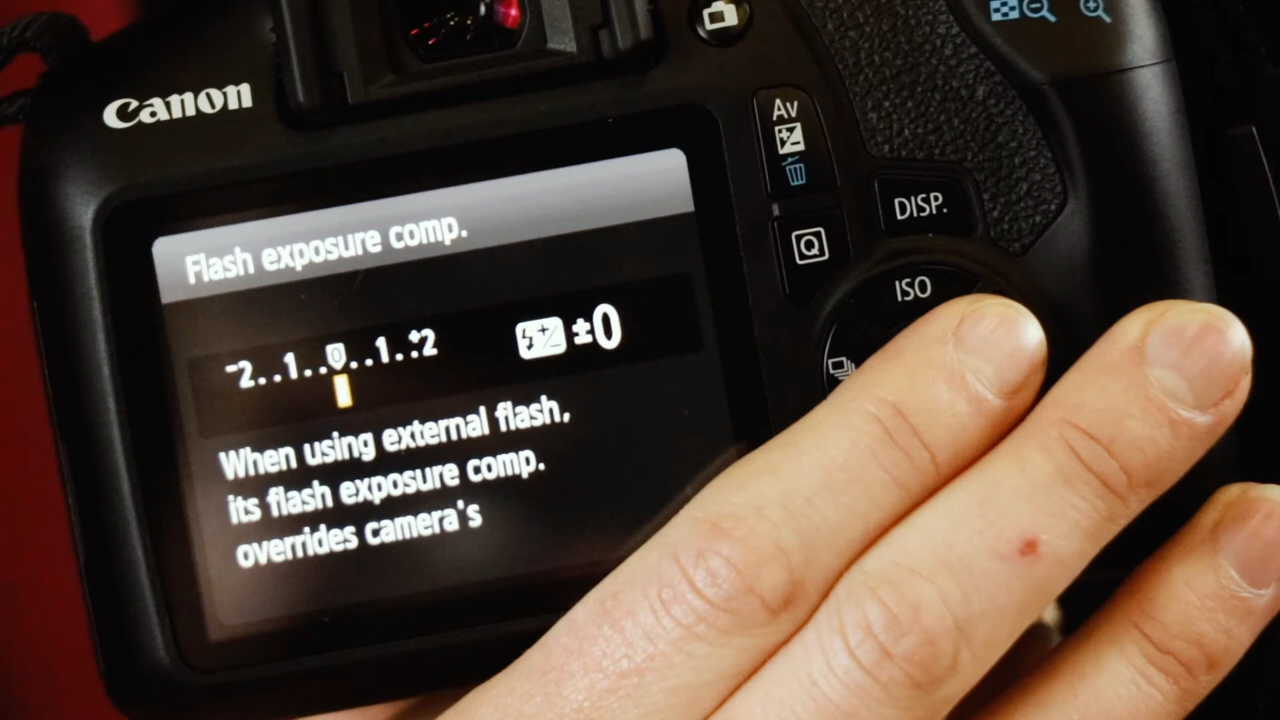 Canon
Av
DISP.
Q
ISO
Flash exposure comp.
-2..1..0..1..+2 ±0
When using external flash,
its flash exposure comp.
overrides camera's